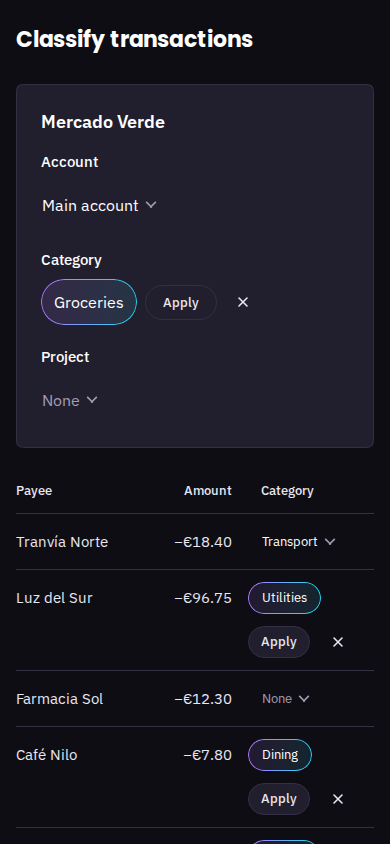 Classify transactions
Mercado Verde
Account
Main account
Category
Groceries Apply
Project
None
Payee Amount Category
Tranvía Norte −€18.40 Transport
Luz del Sur −€96.75 Utilities
Apply
Farmacia Sol −€12.30 None
Café Nilo −€7.80 Dining
Apply